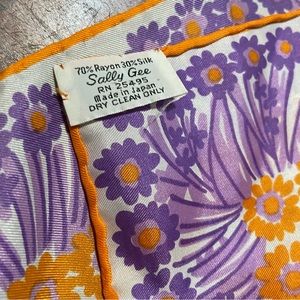 70% Rayon 30% Silk
Sally Gee
RN 25495
Made in Japan
DRY CLEAN ONLY